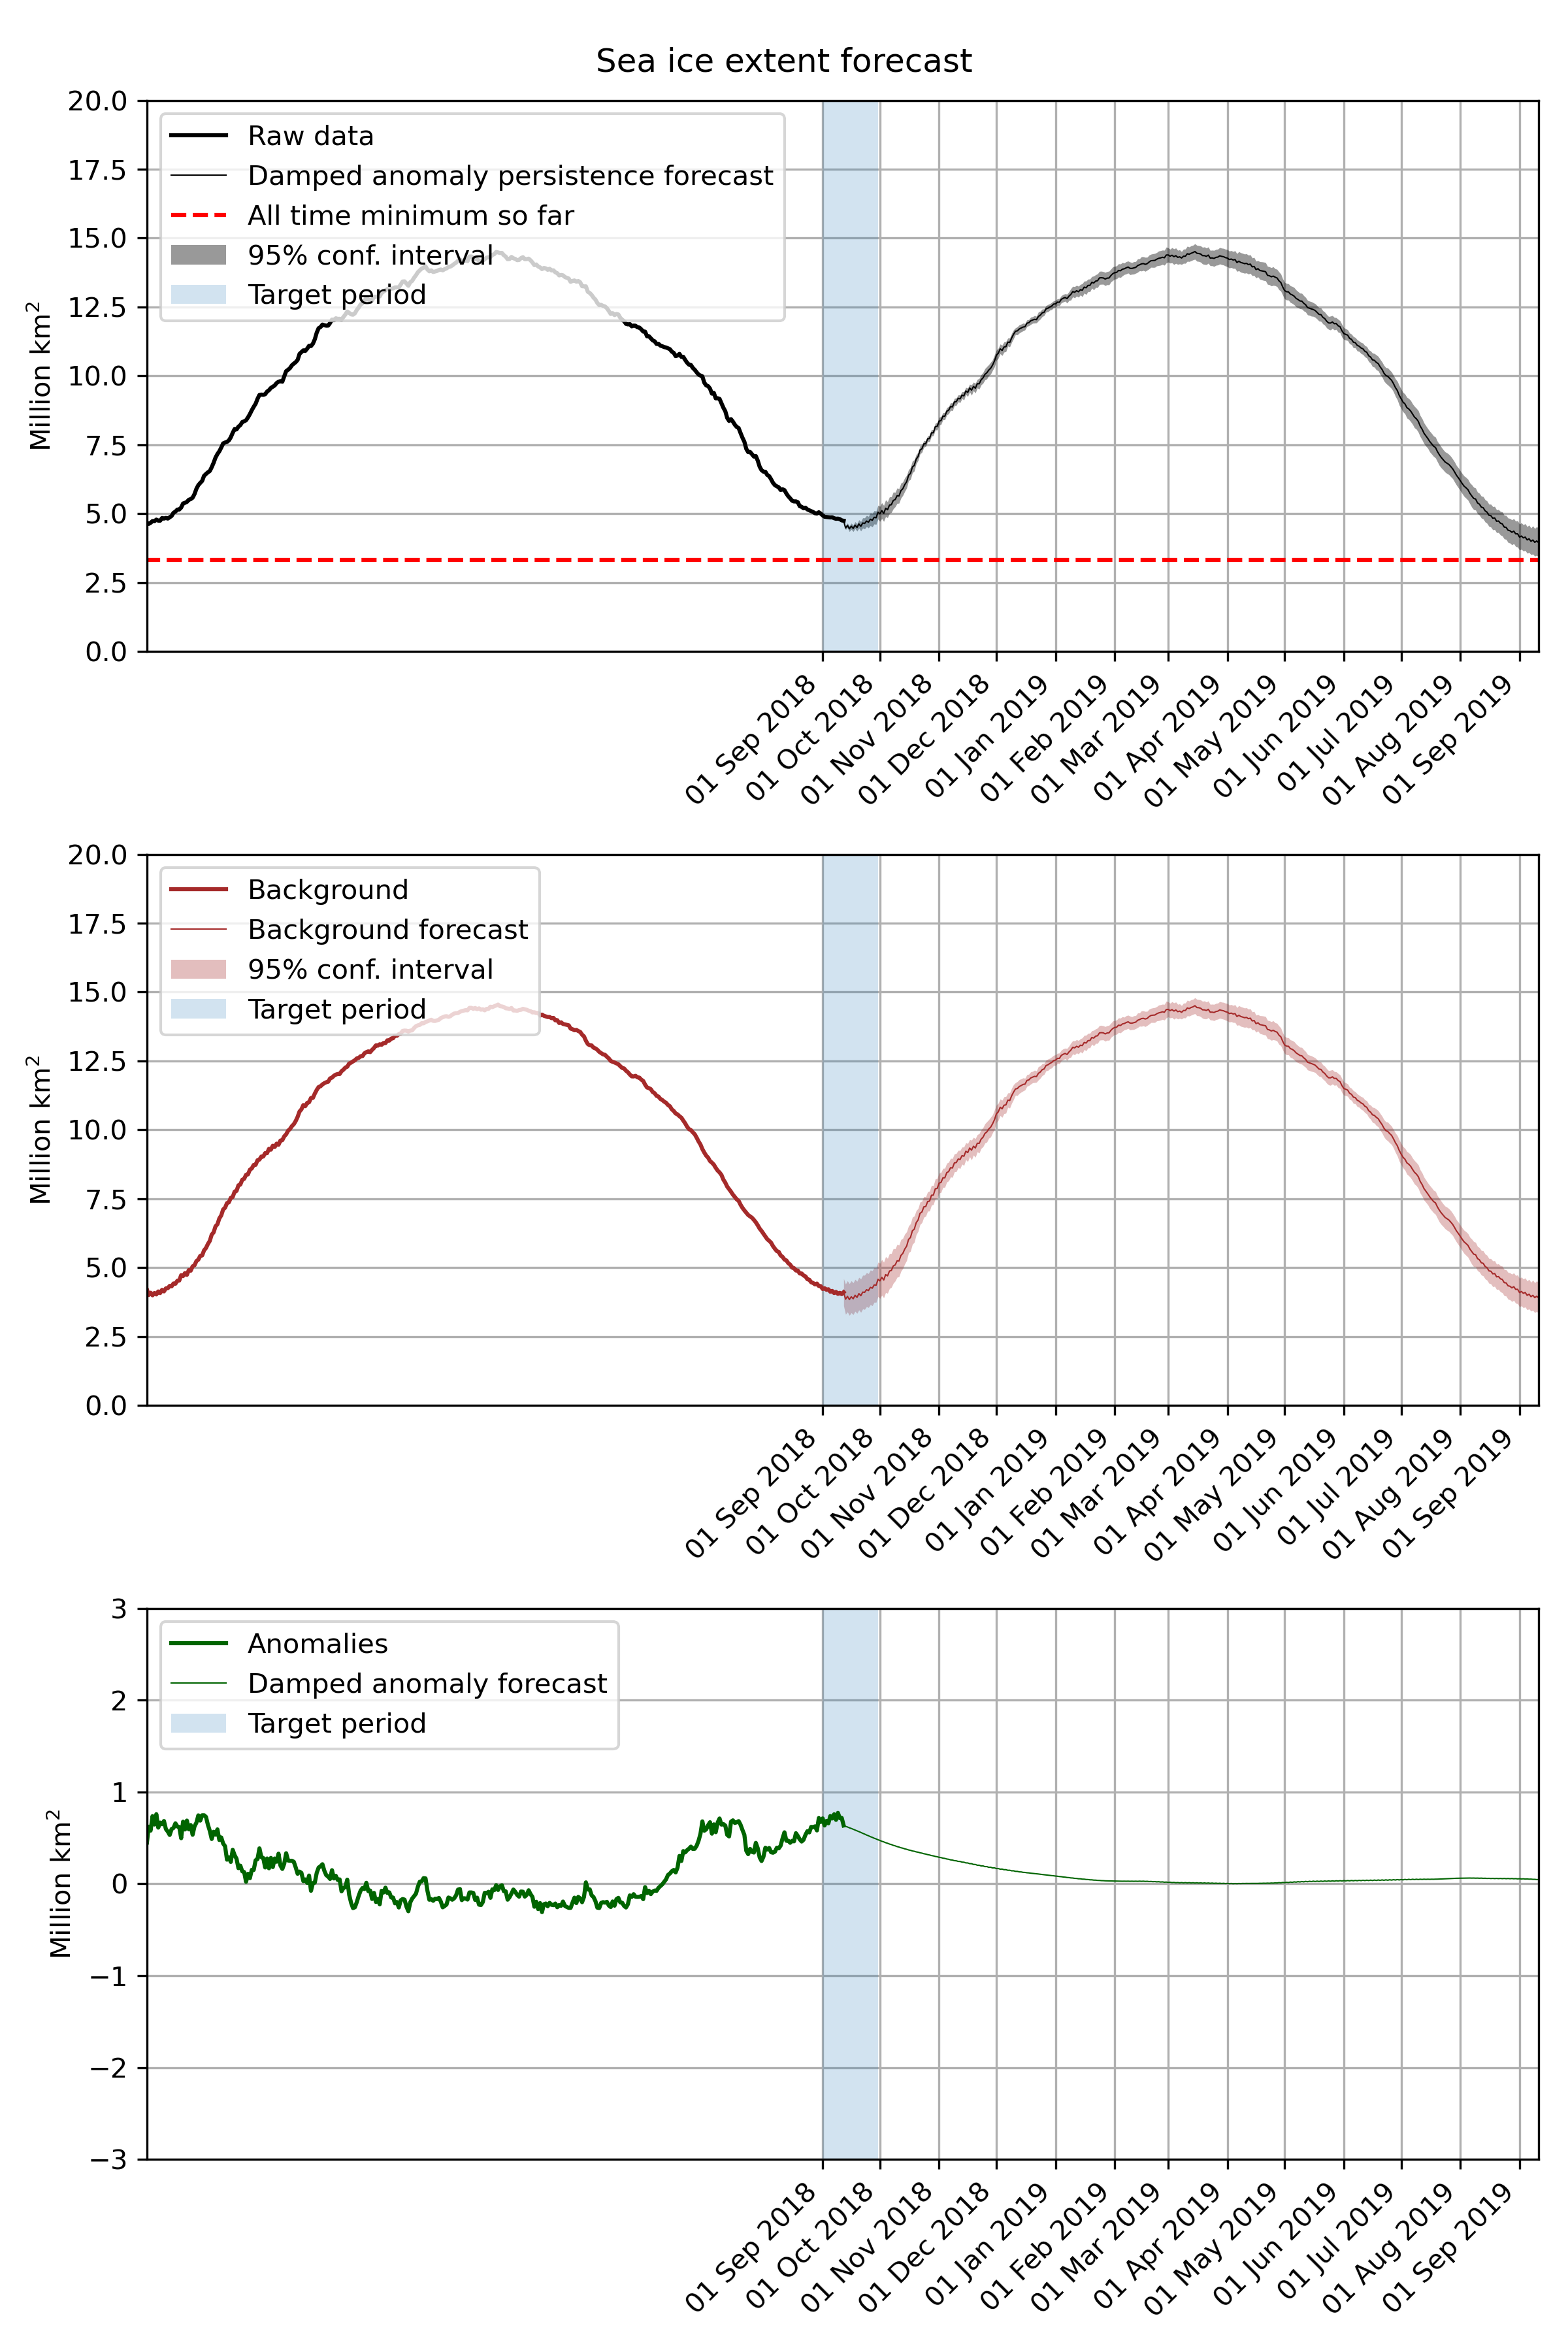 Sea ice extent forecast
20.0
17.5
15.0
12.5
10.0
7.5
5.0
2.5
0.0
Million km²
Raw data
Damped anomaly persistence forecast
All time minimum so far
95% conf. interval
Target period
01 Sep 2018
01 Oct 2018
01 Nov 2018
01 Dec 2018
01 Jan 2019
01 Feb 2019
01 Mar 2019
01 Apr 2019
01 May 2019
01 Jun 2019
01 Jul 2019
01 Aug 2019
01 Sep 2019
20.0
17.5
15.0
12.5
10.0
7.5
5.0
2.5
0.0
Million km²
Background
Background forecast
95% conf. interval
Target period
01 Sep 2018
01 Oct 2018
01 Nov 2018
01 Dec 2018
01 Jan 2019
01 Feb 2019
01 Mar 2019
01 Apr 2019
01 May 2019
01 Jun 2019
01 Jul 2019
01 Aug 2019
01 Sep 2019
3
2
1
0
−1
−2
−3
Million km²
Anomalies
Damped anomaly forecast
Target period
01 Sep 2018
01 Oct 2018
01 Nov 2018
01 Dec 2018
01 Jan 2019
01 Feb 2019
01 Mar 2019
01 Apr 2019
01 May 2019
01 Jun 2019
01 Jul 2019
01 Aug 2019
01 Sep 2019